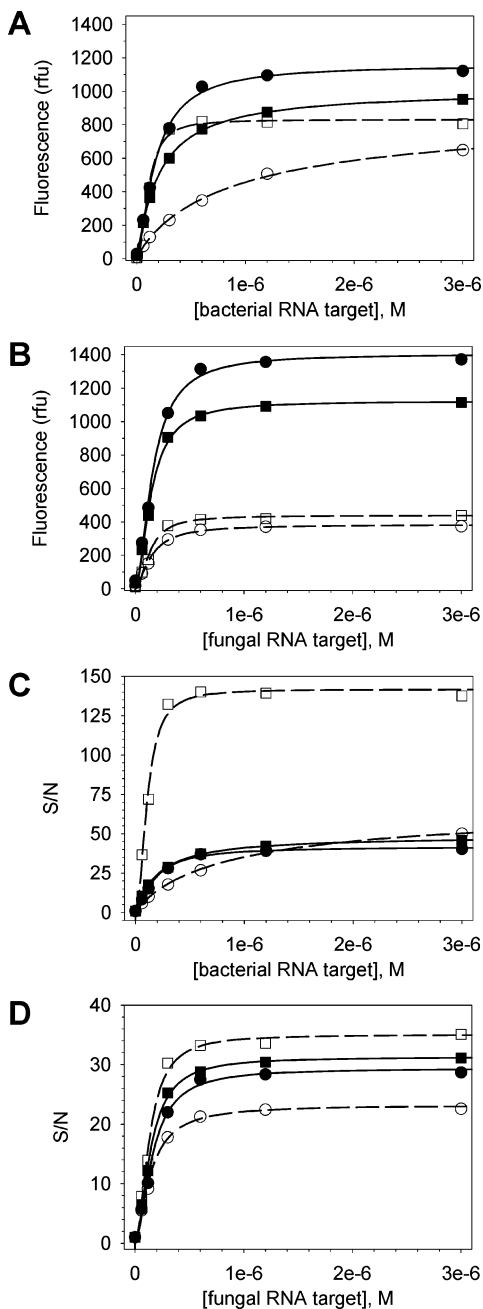 A
1400
1200
1000
800
600
400
200
0
Fluorescence (rfu)
0 1e-6 2e-6 3e-6
[bacterial RNA target], M
B
1400
1200
1000
800
600
400
200
0
Fluorescence (rfu)
0 1e-6 2e-6 3e-6
[fungal RNA target], M
C
150
125
100
75
50
25
0
S/N
0 1e-6 2e-6 3e-6
[bacterial RNA target], M
D
40
30
20
10
0
S/N
0 1e-6 2e-6 3e-6
[fungal RNA target], M